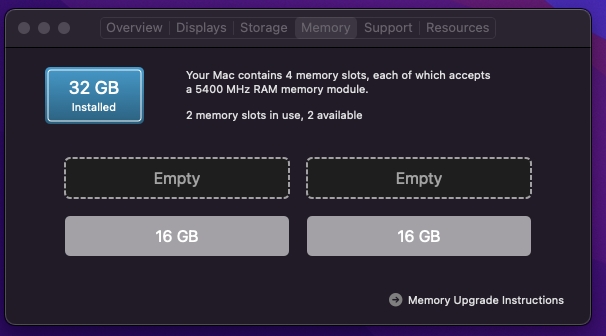 Overview Displays Storage Memory Support Resources
32 GB
Installed
Your Mac contains 4 memory slots, each of which accepts
a 5400 MHz RAM memory module.
2 memory slots in use, 2 available
Empty Empty
16 GB 16 GB
Memory Upgrade Instructions